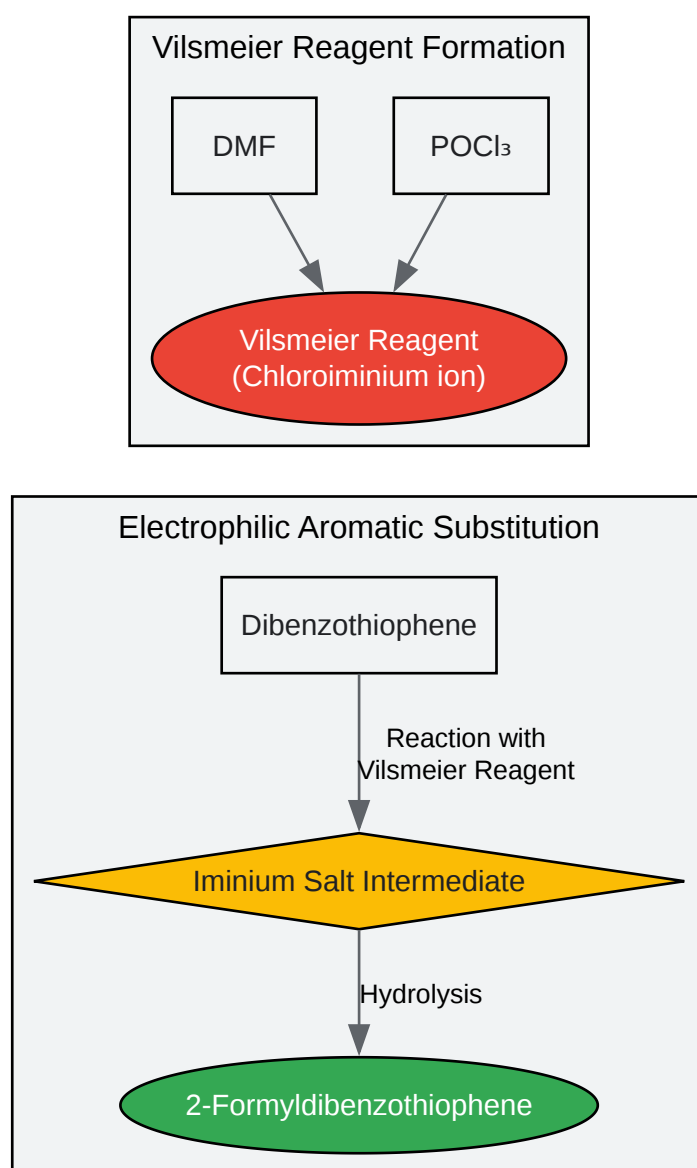 Vilsmeier Reagent Formation
DMF
POCl₃
Vilsmeier Reagent
(Chloroiminium ion)
Electrophilic Aromatic Substitution
Dibenzothiophene
Reaction with
Vilsmeier Reagent
Iminium Salt Intermediate
Hydrolysis
2-Formyldibenzothiophene